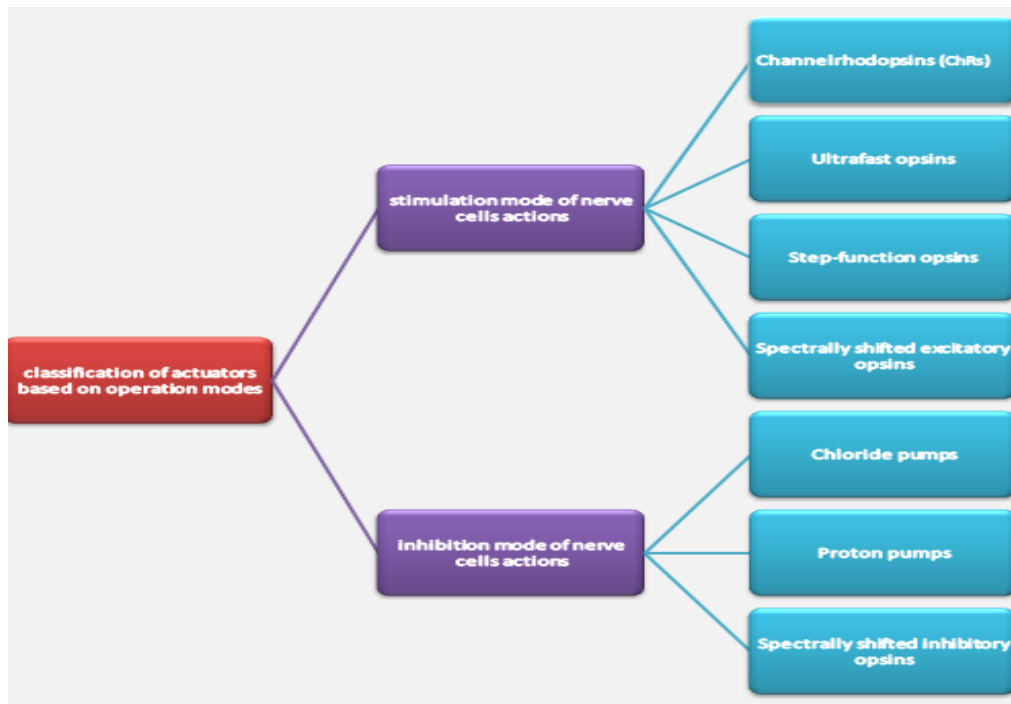 Channelrhodopsins (ChRs)
Ultrafast opsins
stimulation mode of nerve
cells actions
Step-function opsins
Spectrally shifted excitatory
opsins
classification of actuators
based on operation modes
Chloride pumps
inhibition mode of nerve
cells actions
Proton pumps
Spectrally shifted inhibitory
opsins